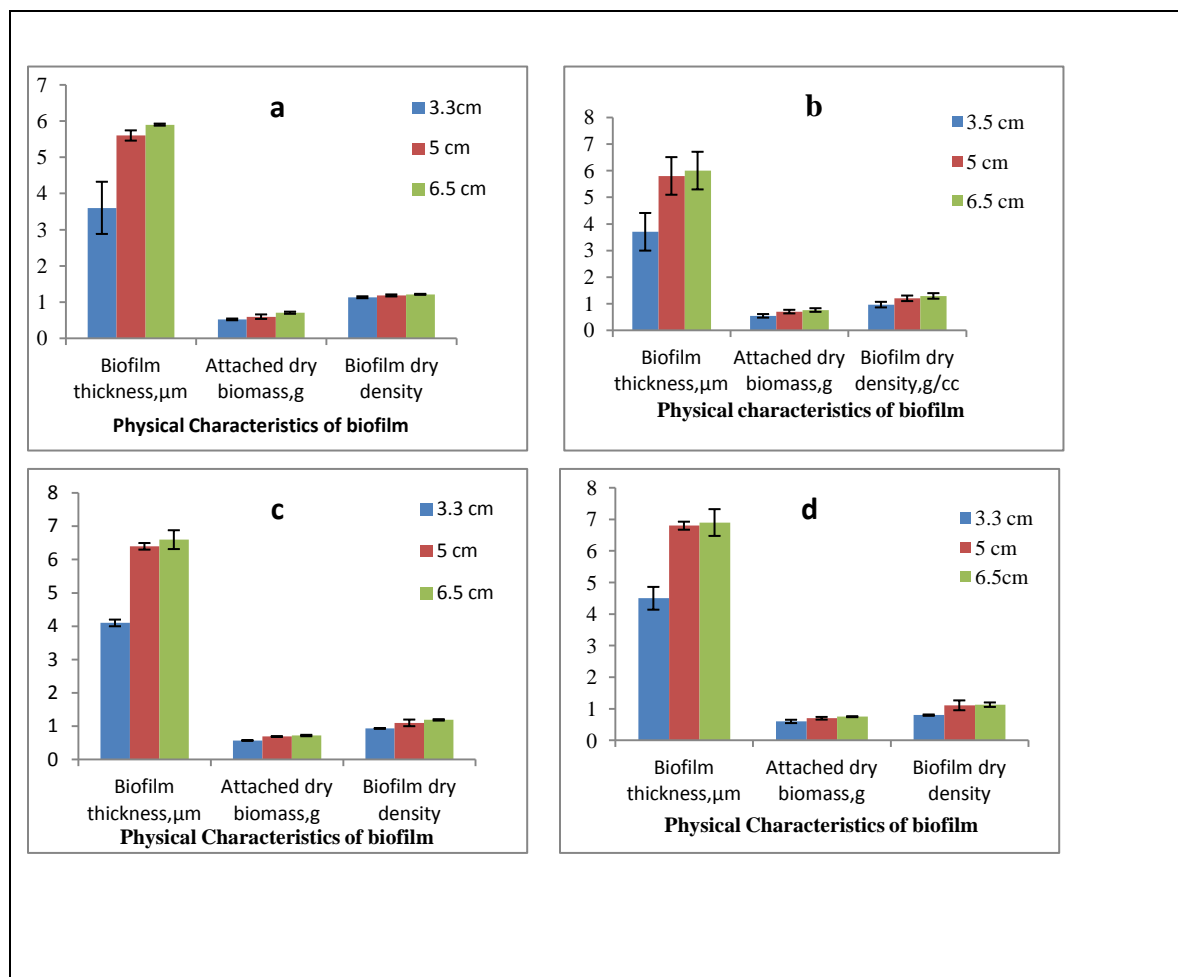 a
7
6
5
4
3
2
1
0
3.3cm
5 cm
6.5 cm
Biofilm
thickness,µm
Attached dry
biomass,g
Biofilm dry
density
Physical Characteristics of biofilm
b
8
7
6
5
4
3
2
1
0
3.5 cm
5 cm
6.5 cm
Biofilm
thickness,µm
Attached dry
biomass,g
Biofilm dry
density,g/cc
Physical characteristics of biofilm
c
8
7
6
5
4
3
2
1
0
3.3 cm
5 cm
6.5 cm
Biofilm
thickness,µm
Attached dry
biomass,g
Biofilm dry
density
Physical Characteristics of biofilm
d
8
7
6
5
4
3
2
1
0
3.3 cm
5 cm
6.5cm
Biofilm
thickness,µm
Attached dry
biomass,g
Biofilm dry
density
Physical Characteristics of biofilm